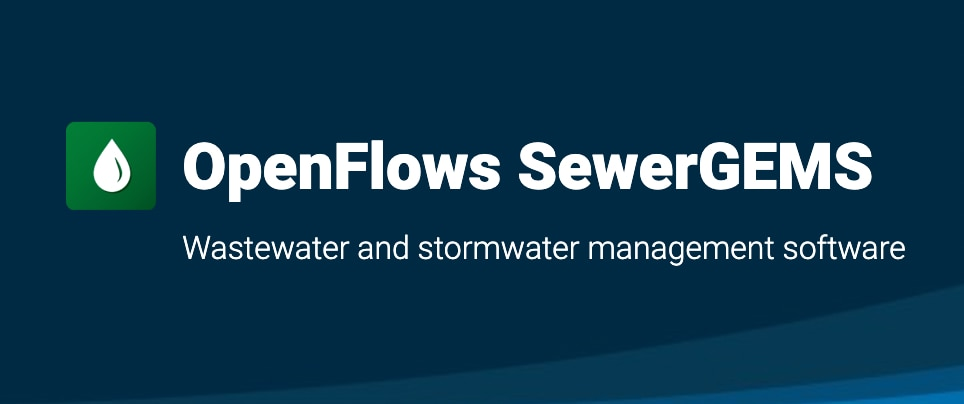 OpenFlows SewerGEMS
Wastewater and stormwater management software